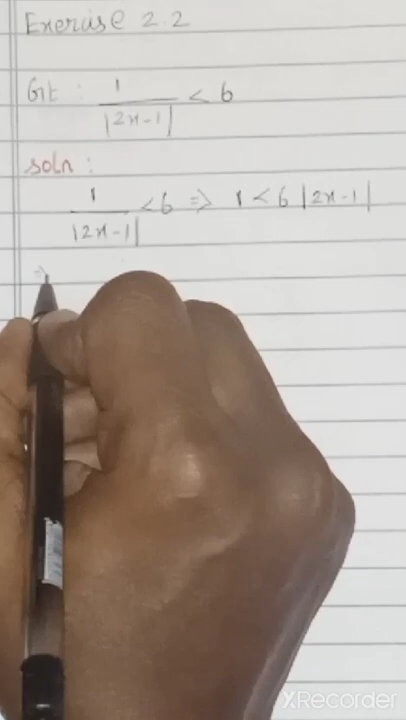 Exercise 2.2
Git : 1/|2x-1| < 6
soln :
1/|2x-1| < 6 ⇒ 1 < 6 |2x-1|
⇒
XRecorder